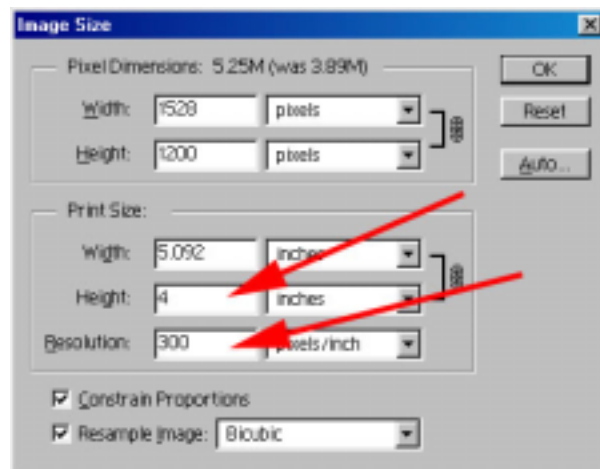 Image Size
Pixel Dimensions: 5.25M (was 3.89M)
Width: 1528 pixels
Height: 1200 pixels
OK
Reset
Auto...
Print Size:
Width: 5.092 inches
Height: 4 inches
Resolution: 300 pixels/inch
Constrain Proportions
Resample Image: Bicubic